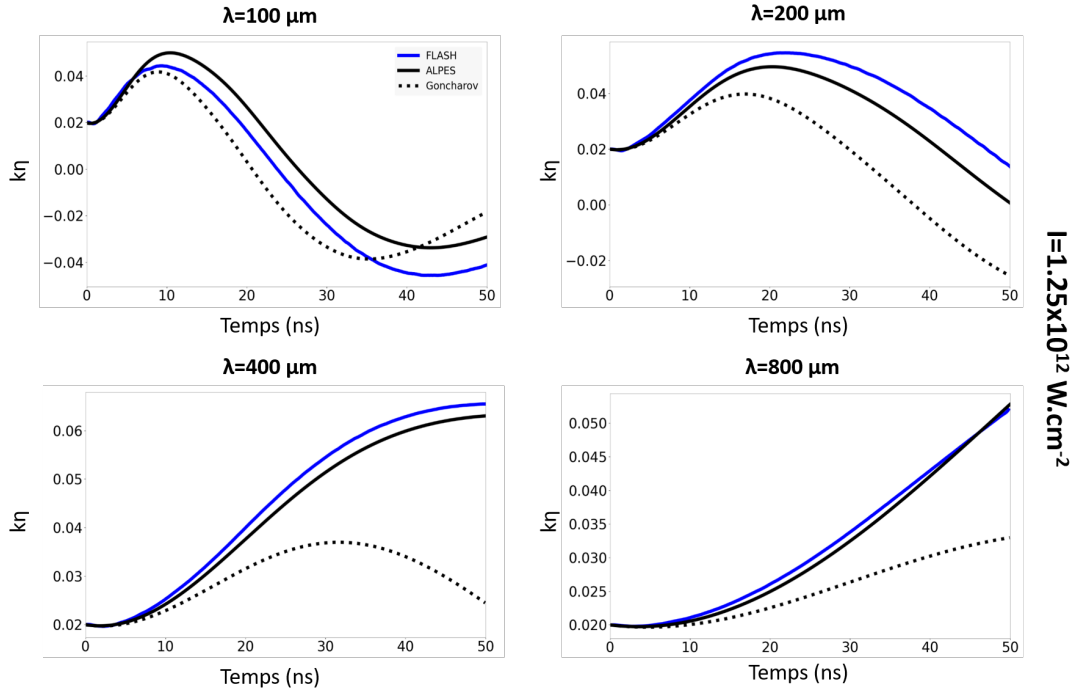 λ=100 μm
λ=200 μm
FLASH
ALPES
Goncharov
0.04
0.02
0.00
−0.02
−0.04
kη
0 10 20 30 40 50
Temps (ns)
0.04
0.02
0.00
−0.02
kη
0 10 20 30 40 50
Temps (ns)
I=1.25x10¹² W.cm⁻²
λ=400 μm
λ=800 μm
0.06
0.05
0.04
0.03
0.02
kη
0 10 20 30 40 50
Temps (ns)
0.050
0.045
0.040
0.035
0.030
0.025
0.020
kη
0 10 20 30 40 50
Temps (ns)